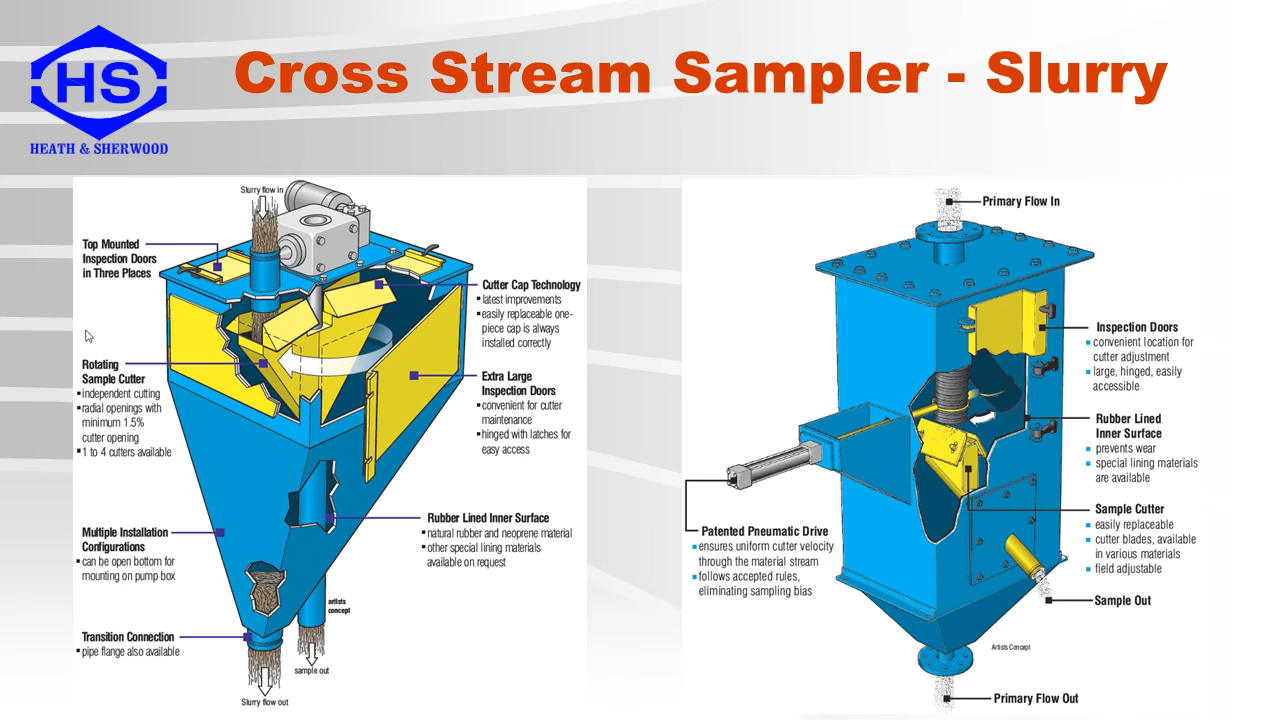 HS
HEATH & SHERWOOD
Cross Stream Sampler - Slurry
Slurry flow in
Top Mounted
Inspection Doors
in Three Places
Rotating
Sample Cutter
▪ independent cutting
▪ radial openings with
minimum 1.5%
cutter opening
▪ 1 to 4 cutters available
Multiple Installation
Configurations
▪ can be open bottom for
mounting on pump box
Transition Connection
▪ pipe flange also available
Cutter Cap Technology
▪ latest improvements
▪ easily replaceable one-
piece cap is always
installed correctly
Extra Large
Inspection Doors
▪ convenient for cutter
maintenance
▪ hinged with latches for
easy access
Rubber Lined Inner Surface
▪ natural rubber and neoprene material
▪ other special lining materials
available on request
artists
concept
sample out
Slurry flow out
Primary Flow In
Inspection Doors
▪ convenient location for
cutter adjustment
▪ large, hinged, easily
accessible
Rubber Lined
Inner Surface
▪ prevents wear
▪ special lining materials
are available
Sample Cutter
▪ easily replaceable
▪ cutter blades, available
in various materials
▪ field adjustable
Patented Pneumatic Drive
▪ ensures uniform cutter velocity
through the material stream
▪ follows accepted rules,
eliminating sampling bias
Sample Out
Artists Concept
Primary Flow Out